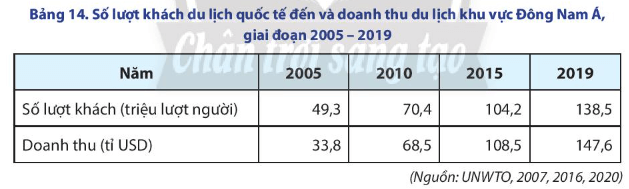 Bảng 14. Số lượt khách du lịch quốc tế đến và doanh thu du lịch khu vực Đông Nam Á,
giai đoạn 2005 – 2019
Chân trời sáng tạo
Năm 2005 2010 2015 2019
Số lượt khách (triệu lượt người) 49,3 70,4 104,2 138,5
Doanh thu (tỉ USD) 33,8 68,5 108,5 147,6
(Nguồn: UNWTO, 2007, 2016, 2020)